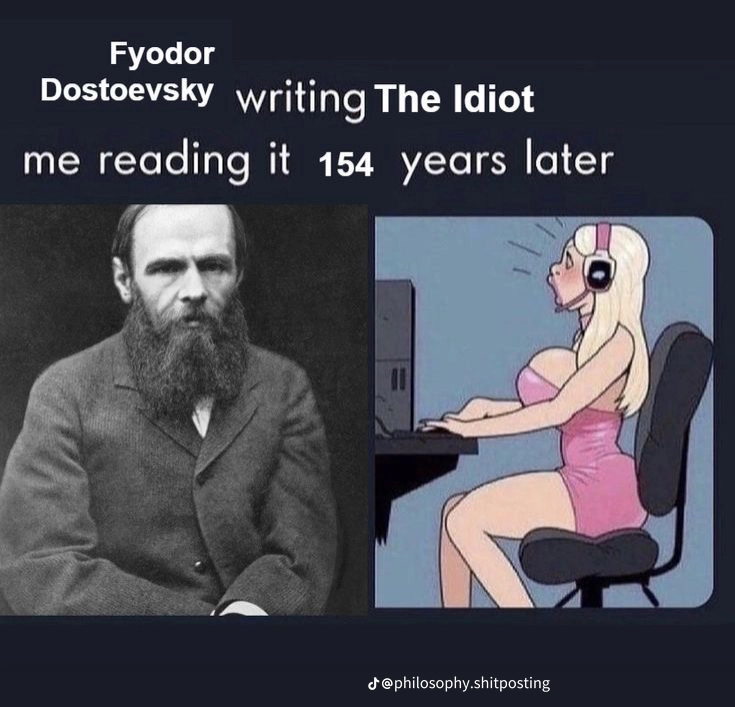 Fyodor
Dostoevsky writing The Idiot
me reading it 154 years later
@philosophy.shitposting